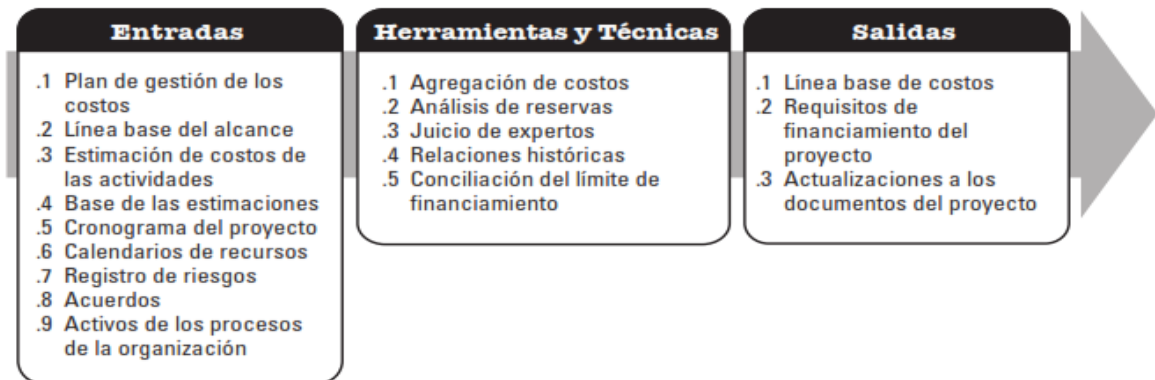 Entradas
.1 Plan de gestión de los
costos
.2 Línea base del alcance
.3 Estimación de costos de
las actividades
.4 Base de las estimaciones
.5 Cronograma del proyecto
.6 Calendarios de recursos
.7 Registro de riesgos
.8 Acuerdos
.9 Activos de los procesos
de la organización
Herramientas y Técnicas
.1 Agregación de costos
.2 Análisis de reservas
.3 Juicio de expertos
.4 Relaciones históricas
.5 Conciliación del límite de
financiamiento
Salidas
.1 Línea base de costos
.2 Requisitos de
financiamiento del
proyecto
.3 Actualizaciones a los
documentos del proyecto